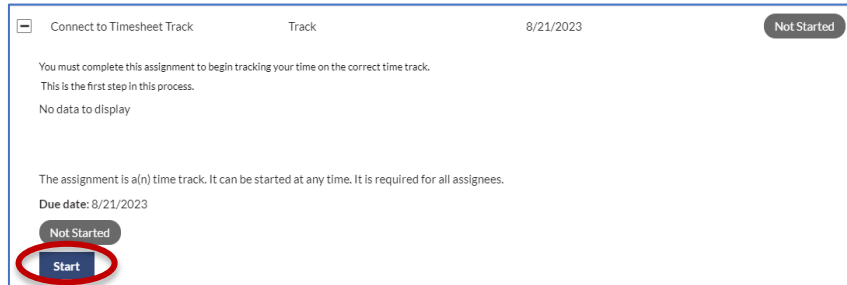 Connect to Timesheet Track Track 8/21/2023 Not Started
You must complete this assignment to begin tracking your time on the correct time track.
This is the first step in this process.
No data to display
The assignment is a(n) time track. It can be started at any time. It is required for all assignees.
Due date: 8/21/2023
Not Started
Start